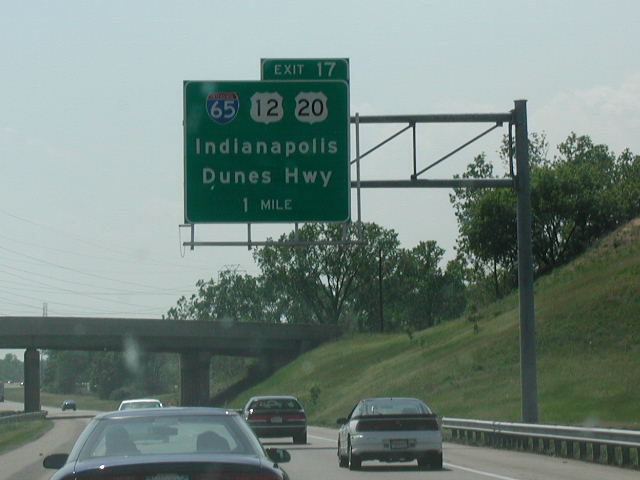 EXIT 17
65 12 20
Indianapolis
Dunes Hwy
1 MILE